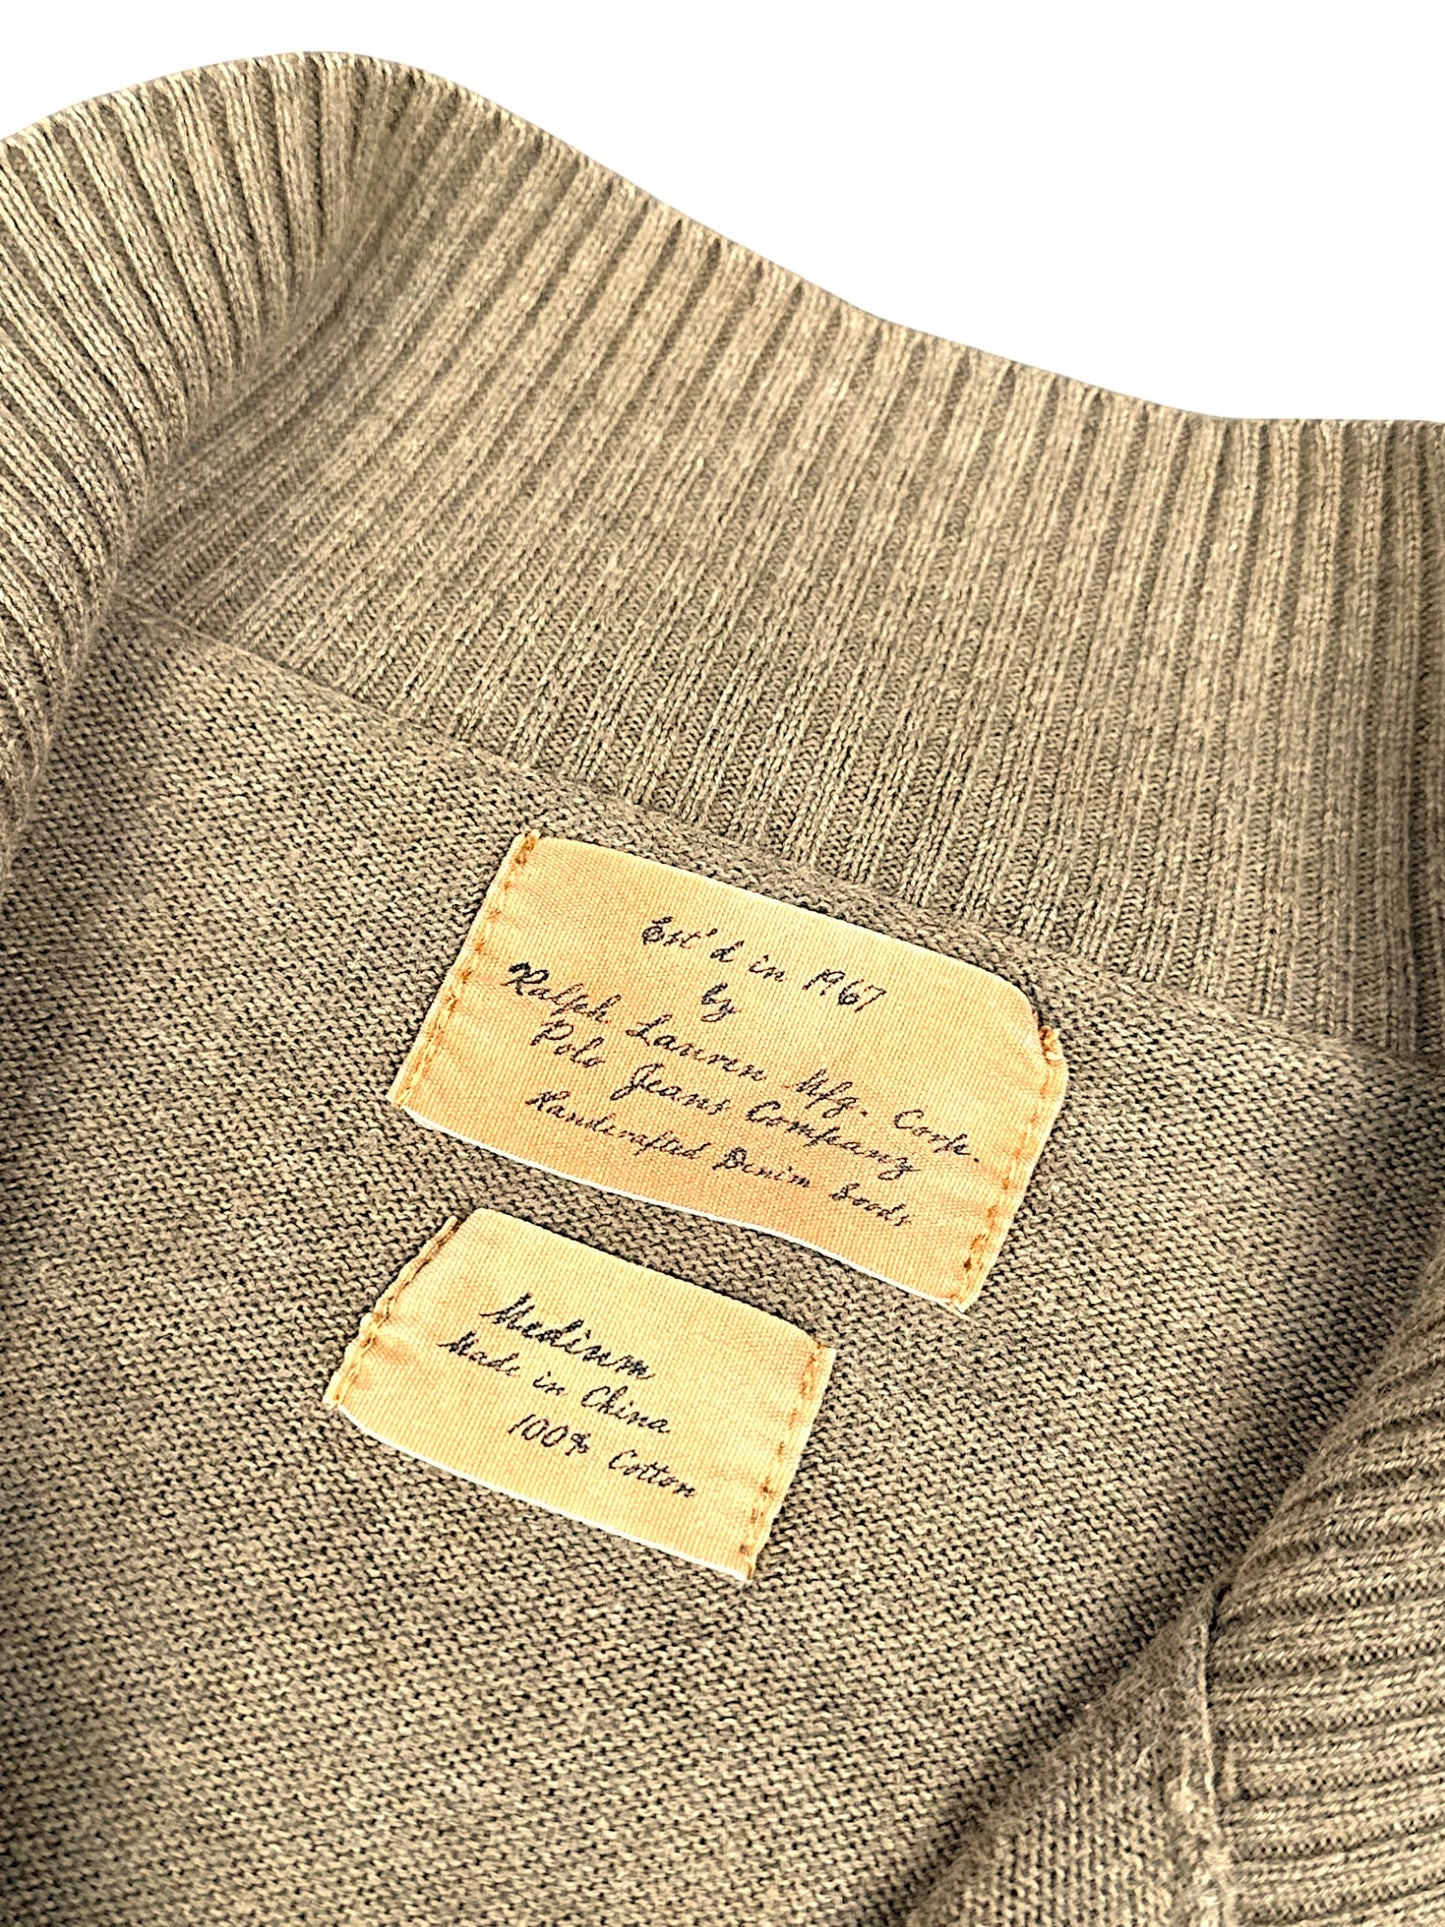 Est'd in 1967
by
Ralph Lauren Mfg. Corp.
Polo Jeans Company
Handcrafted Denim Goods
Medium
Made in China
100% Cotton